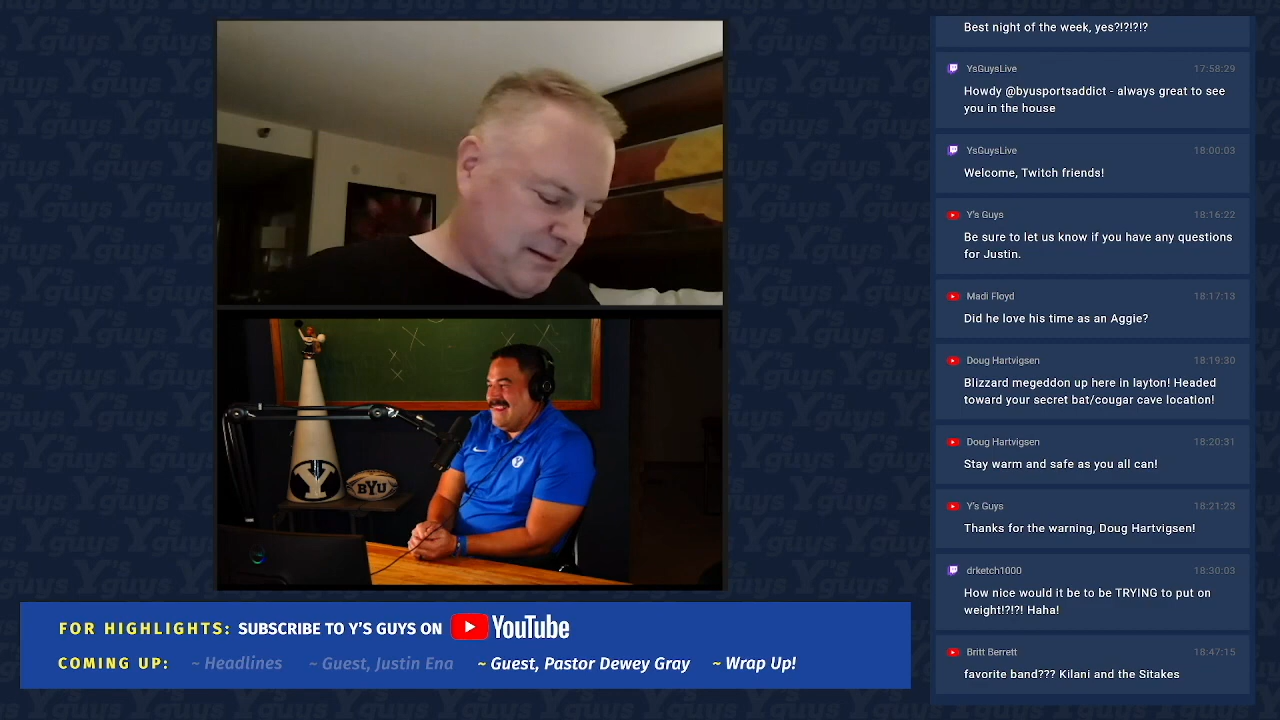 Best night of the week, yes?!?!?!?
YsGuysLive 17:58:29
Howdy @byusportsaddict - always great to see
you in the house
YsGuysLive 18:00:03
Welcome, Twitch friends!
Y's Guys 18:16:22
Be sure to let us know if you have any questions
for Justin.
Madi Floyd 18:17:13
Did he love his time as an Aggie?
Doug Hartvigsen 18:19:30
Blizzard megeddon up here in layton! Headed
toward your secret bat/cougar cave location!
Doug Hartvigsen 18:20:31
Stay warm and safe as you all can!
Y's Guys 18:21:23
Thanks for the warning, Doug Hartvigsen!
drketch1000 18:30:03
How nice would it be to be TRYING to put on
weight!?!?! Haha!
Britt Berrett 18:47:15
favorite band??? Kilani and the Sitakes
Y
BYU
FOR HIGHLIGHTS: SUBSCRIBE TO Y'S GUYS ON YouTube
COMING UP: ~ Headlines ~ Guest, Justin Ena ~ Guest, Pastor Dewey Gray ~ Wrap Up!
Y's guys